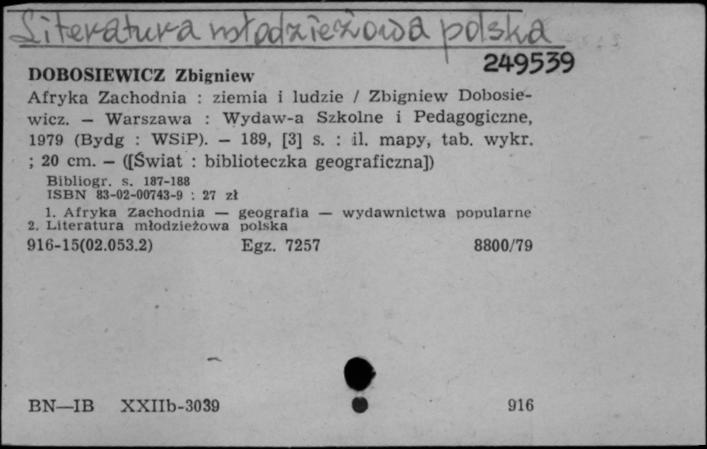 Literatura młodzieżowa polska
249539
DOBOSIEWICZ Zbigniew
Afryka Zachodnia : ziemia i ludzie / Zbigniew Dobosie-
wicz. — Warszawa : Wydaw-a Szkolne i Pedagogiczne,
1979 (Bydg : WSiP). — 189, [3] s. : il. mapy, tab. wykr.
; 20 cm. — ([Świat : biblioteczka geograficzna])
Bibliogr. s. 187-188
ISBN 83-02-00743-9 : 27 zł
1. Afryka Zachodnia — geografia — wydawnictwa popularne
2. Literatura młodzieżowa polska
916-15(02.053.2) Egz. 7257 8800/79
BN—IB XXIIb-3039 916